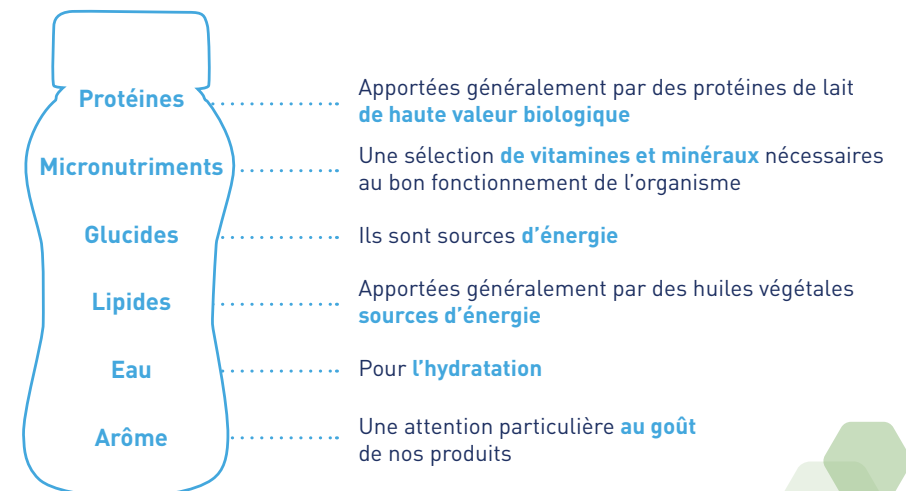 Protéines
Apportées généralement par des protéines de lait
de haute valeur biologique
Micronutriments
Une sélection de vitamines et minéraux nécessaires
au bon fonctionnement de l'organisme
Glucides
Ils sont sources d'énergie
Lipides
Apportées généralement par des huiles végétales
sources d'énergie
Eau
Pour l'hydratation
Arôme
Une attention particulière au goût
de nos produits